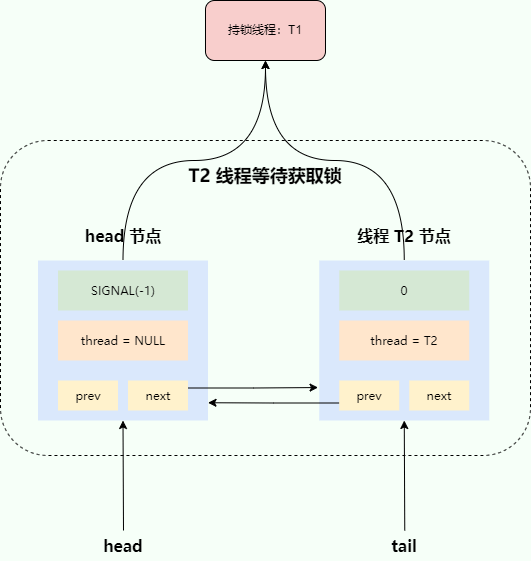 持锁线程：T1
T2 线程等待获取锁
head 节点
线程 T2 节点
SIGNAL(-1)
0
thread = NULL
thread = T2
prev
next
prev
next
head
tail